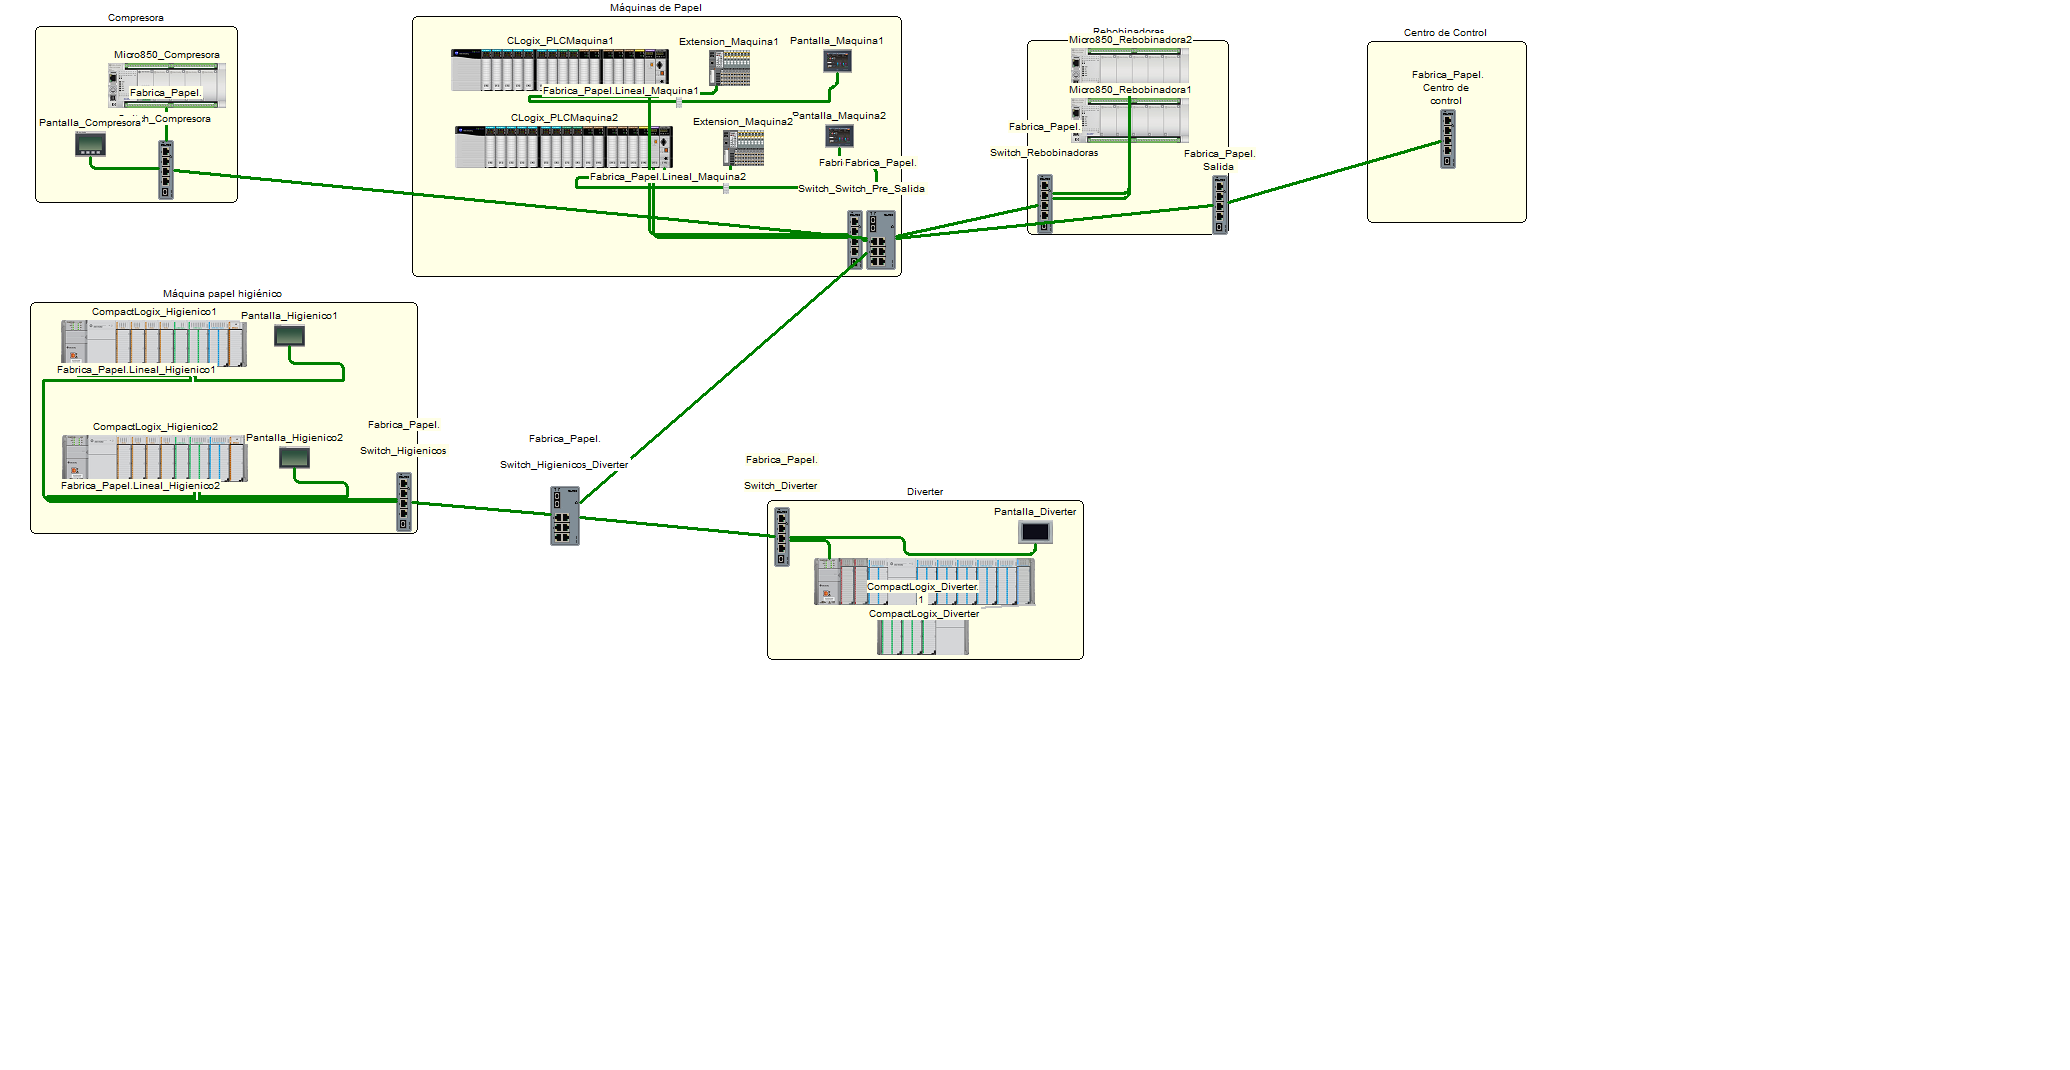 Compresora
Micro850_Compresora
Fabrica_Papel.
Pantalla_Compresora
Máquinas de Papel
CLogix_PLCMaquina1
Extension_Maquina1
Pantalla_Maquina1
Fabrica_Papel.Lineal_Maquina1
CLogix_PLCMaquina2
Extension_Maquina2
Pantalla_Maquina2
Fabrica_Papel.
Fabrica_Papel.Lineal_Maquina2
Switch_Switch_Pre_Salida
Rebobinadoras
Micro850_Rebobinadora2
Micro850_Rebobinadora1
Fabrica_Papel.
Switch_Rebobinadoras
Fabrica_Papel.
Salida
Centro de Control
Fabrica_Papel.
Centro de
control
Máquina papel higiénico
CompactLogix_Higienico1
Pantalla_Higienico1
Fabrica_Papel.Lineal_Higienico1
CompactLogix_Higienico2
Pantalla_Higienico2
Fabrica_Papel.Lineal_Higienico2
Fabrica_Papel.
Switch_Higienicos
Fabrica_Papel.
Switch_Higienicos_Diverter
Fabrica_Papel.
Switch_Diverter
Diverter
Pantalla_Diverter
CompactLogix_Diverter
1
CompactLogix_Diverter